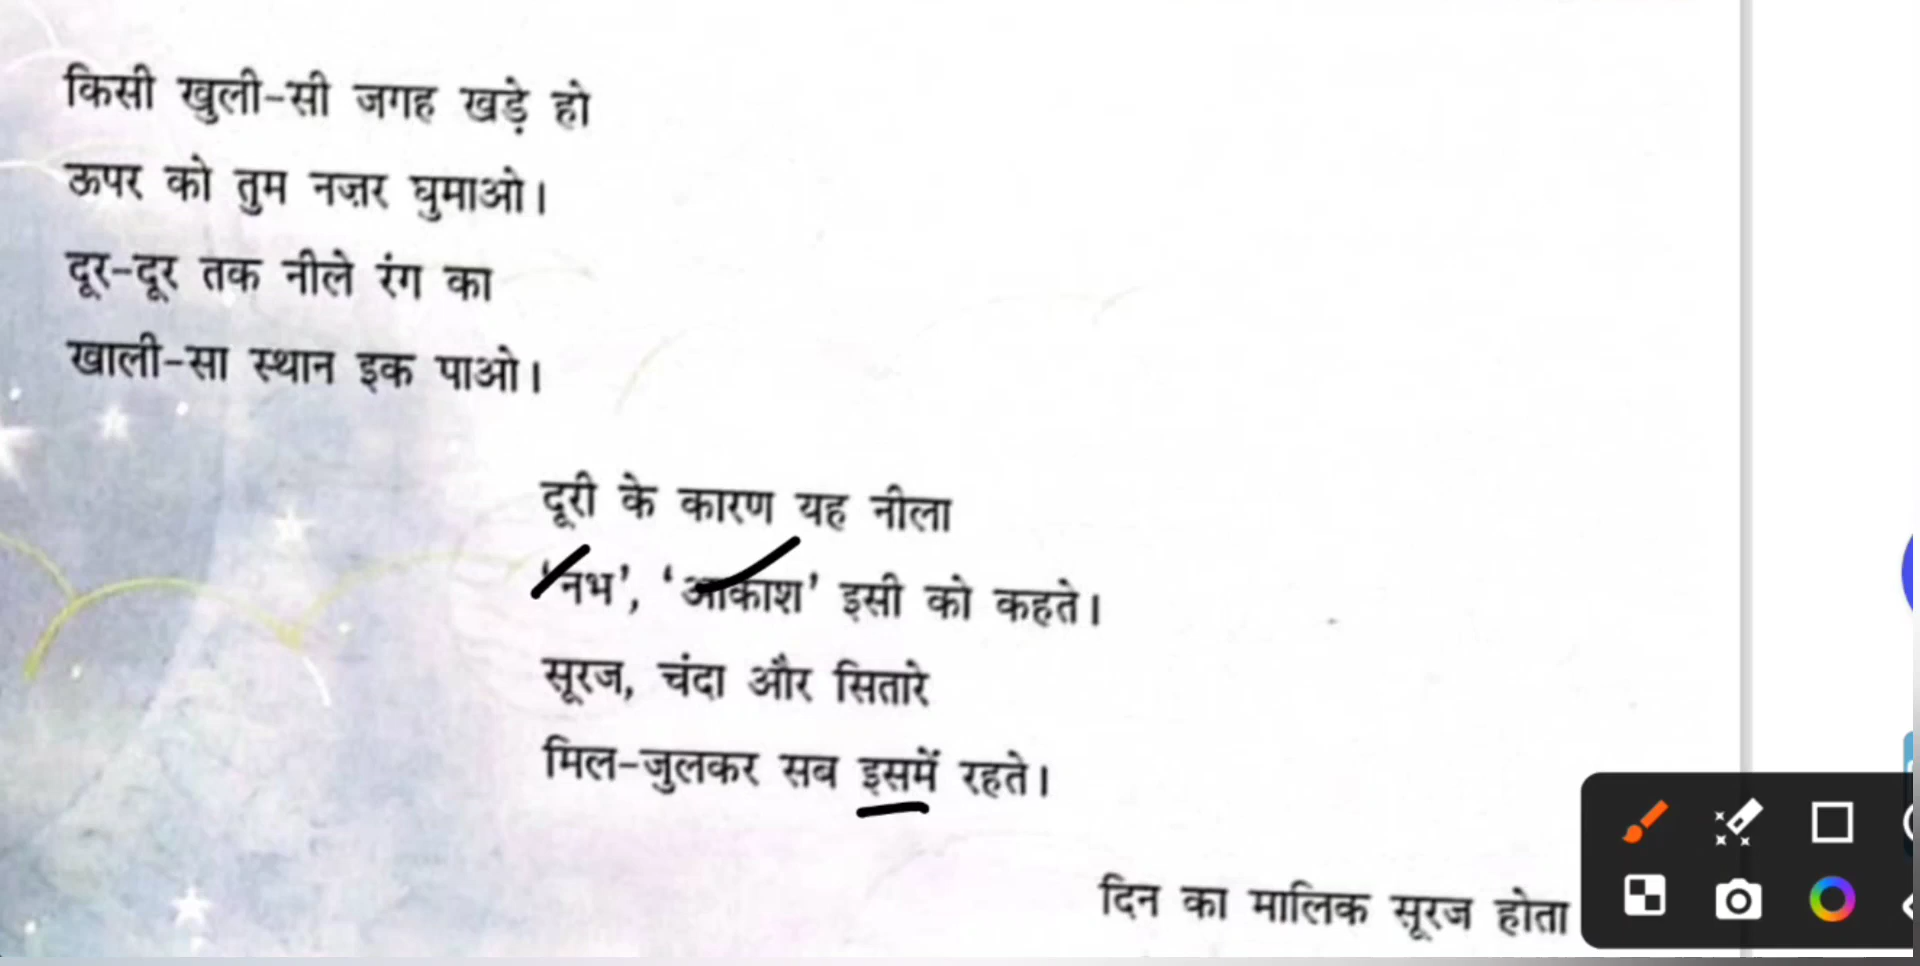 किसी खुली-सी जगह खड़े हो
ऊपर को तुम नज़र घुमाओ।
दूर-दूर तक नीले रंग का
खाली-सा स्थान इक पाओ।
दूरी के कारण यह नीला
‘नभ’, ‘आकाश’ इसी को कहते।
सूरज, चंदा और सितारे
मिल-जुलकर सब इसमें रहते।
दिन का मालिक सूरज होता